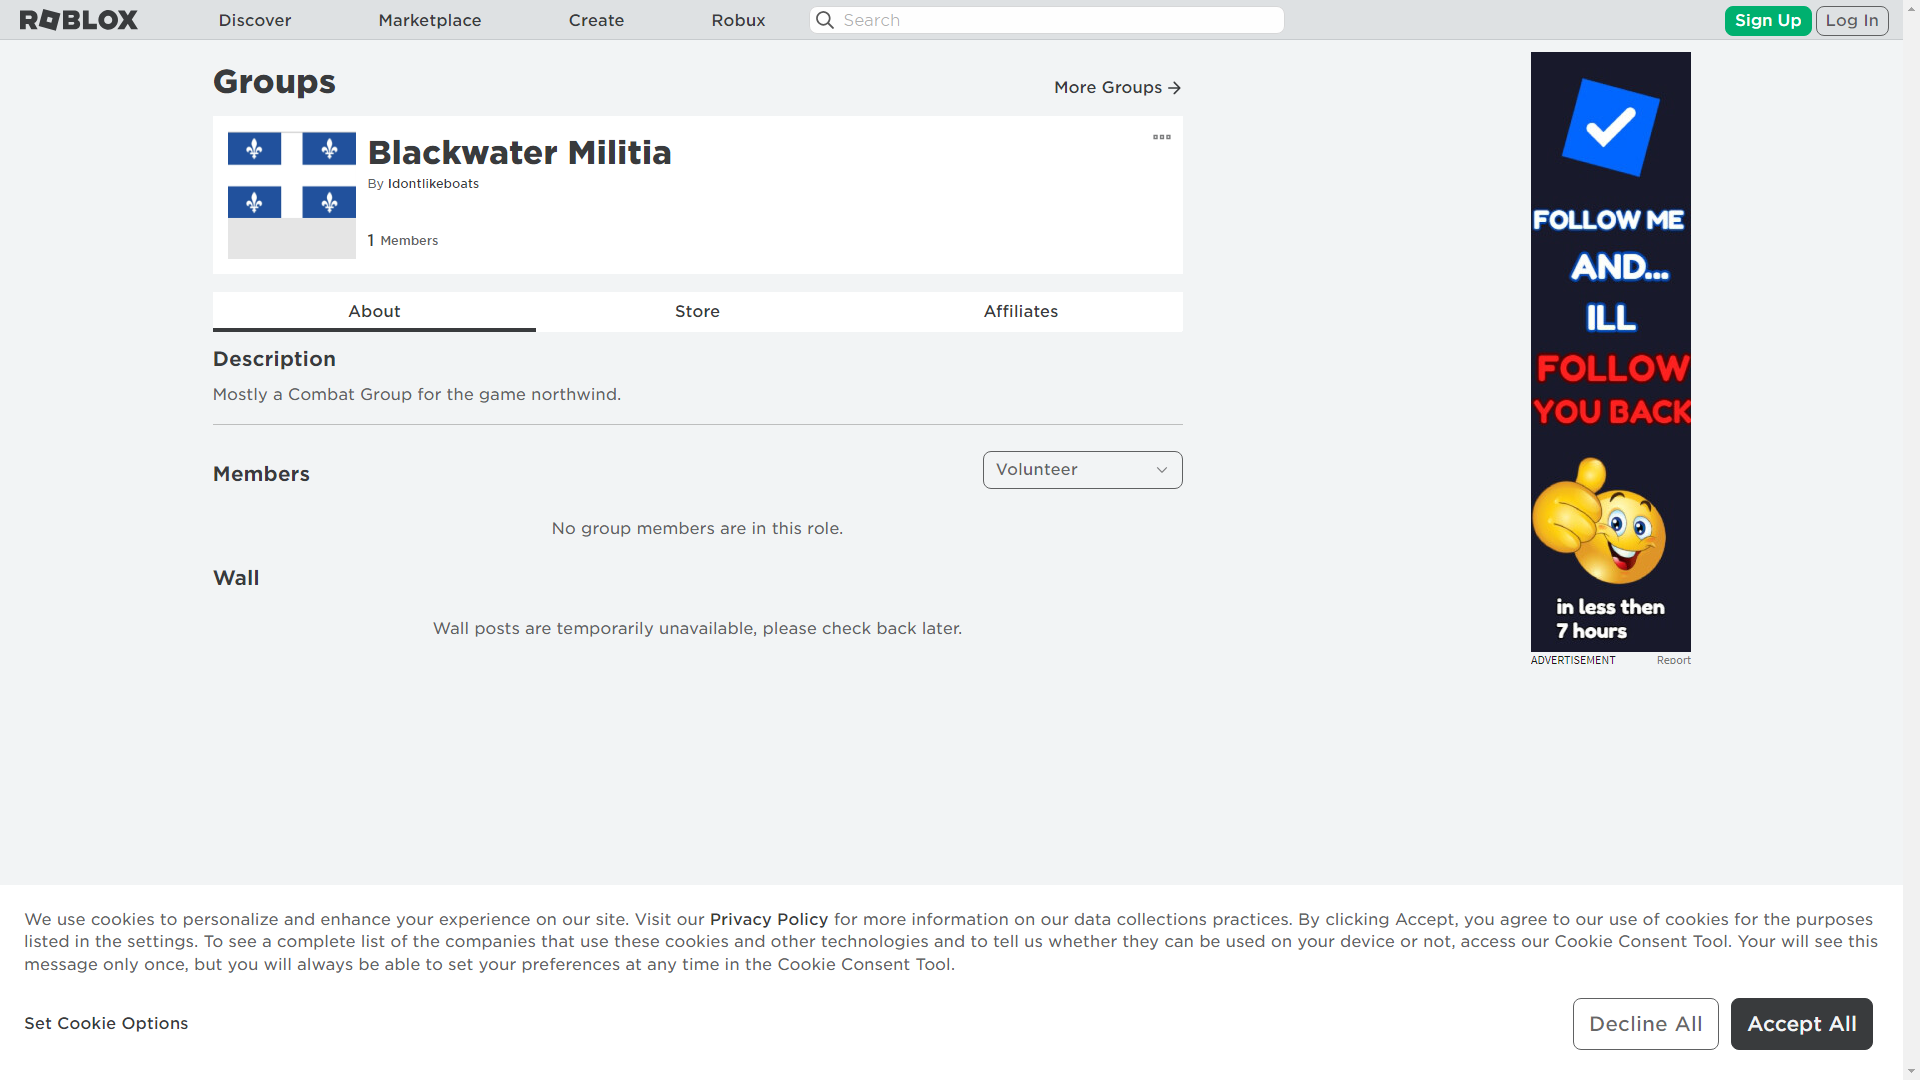 ROBLOX
Discover
Marketplace
Create
Robux
Search
Sign Up
Log In
Groups
More Groups
Blackwater Militia
By Idontlikeboats
1 Members
About
Store
Affiliates
Description
Mostly a Combat Group for the game northwind.
Members
Volunteer
No group members are in this role.
Wall
Wall posts are temporarily unavailable, please check back later.
FOLLOW ME
AND...
ILL
FOLLOW
YOU BACK
in less then
7 hours
ADVERTISEMENT
Report
We use cookies to personalize and enhance your experience on our site. Visit our Privacy Policy for more information on our data collections practices. By clicking Accept, you agree to our use of cookies for the purposes
listed in the settings. To see a complete list of the companies that use these cookies and other technologies and to tell us whether they can be used on your device or not, access our Cookie Consent Tool. Your will see this
message only once, but you will always be able to set your preferences at any time in the Cookie Consent Tool.
Set Cookie Options
Decline All
Accept All